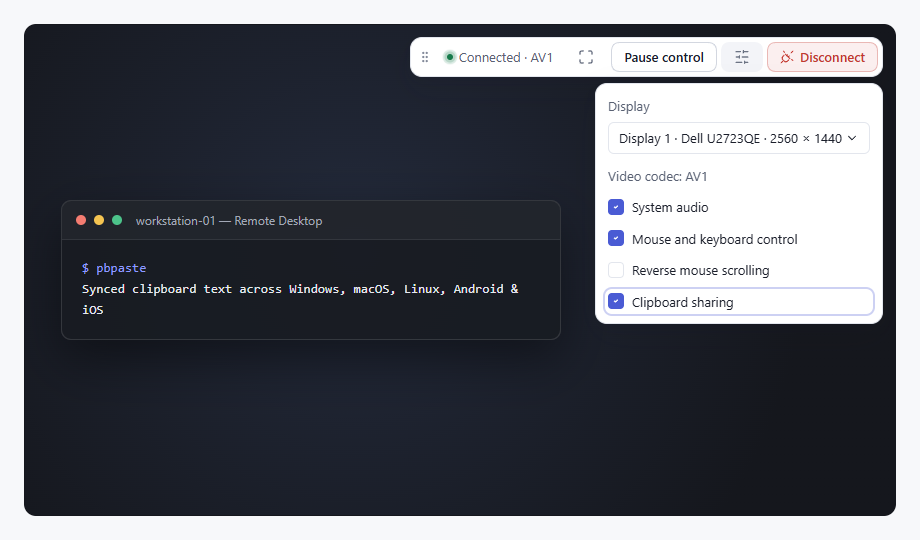 Connected · AV1
Pause control
Disconnect
Display
Display 1 · Dell U2723QE · 2560 × 1440
Video codec: AV1
System audio
Mouse and keyboard control
Reverse mouse scrolling
Clipboard sharing
workstation-01 — Remote Desktop
$ pbpaste
Synced clipboard text across Windows, macOS, Linux, Android &
iOS